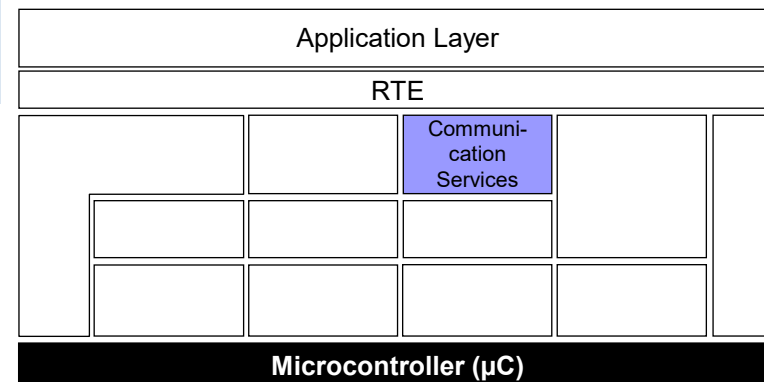 Application Layer
RTE
Communi-
cation
Services
Microcontroller (µC)